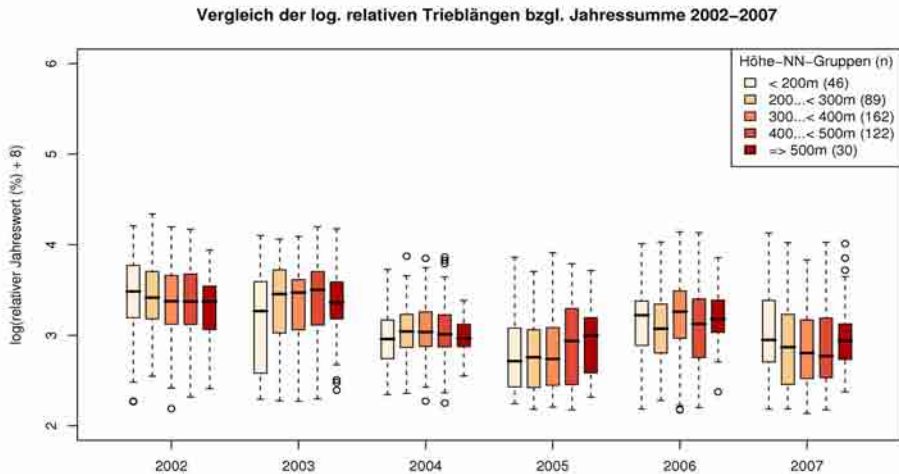 Vergleich der log. relativen Trieblängen bzgl. Jahressumme 2002−2007
log(relativer Jahreswert (%) + 8)
6
5
4
3
2
Höhe−NN−Gruppen (n)
< 200m (46)
200...< 300m (89)
300...< 400m (162)
400...< 500m (122)
=> 500m (30)
2002 2003 2004 2005 2006 2007